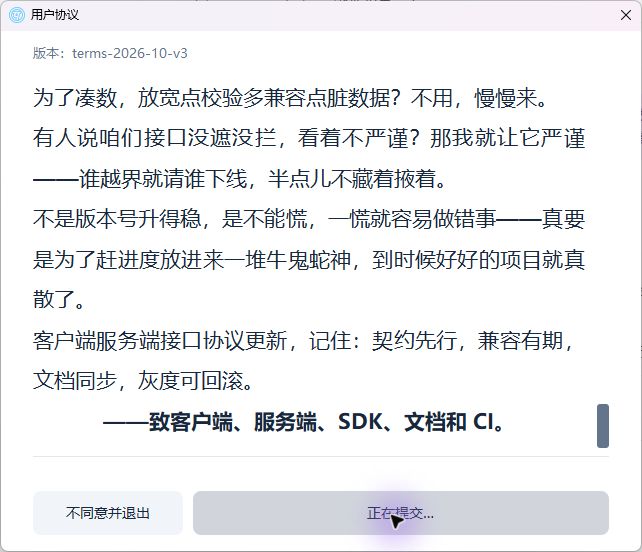 用户协议
版本：terms-2026-10-v3
为了凑数，放宽点校验多兼容点脏数据？不用，慢慢来。
有人说咱们接口没遮没拦，看着不严谨？那我就让它严谨
——谁越界就请谁下线，半点儿不藏着掖着。
不是版本号升得稳，是不能慌，一慌就容易做错事——真要
是为了赶进度放进来一堆牛鬼蛇神，到时候好好的项目就真
散了。
客户端服务端接口协议更新，记住：契约先行，兼容有期，
文档同步，灰度可回滚。
——致客户端、服务端、SDK、文档和 CI。
不同意并退出
正在提交...